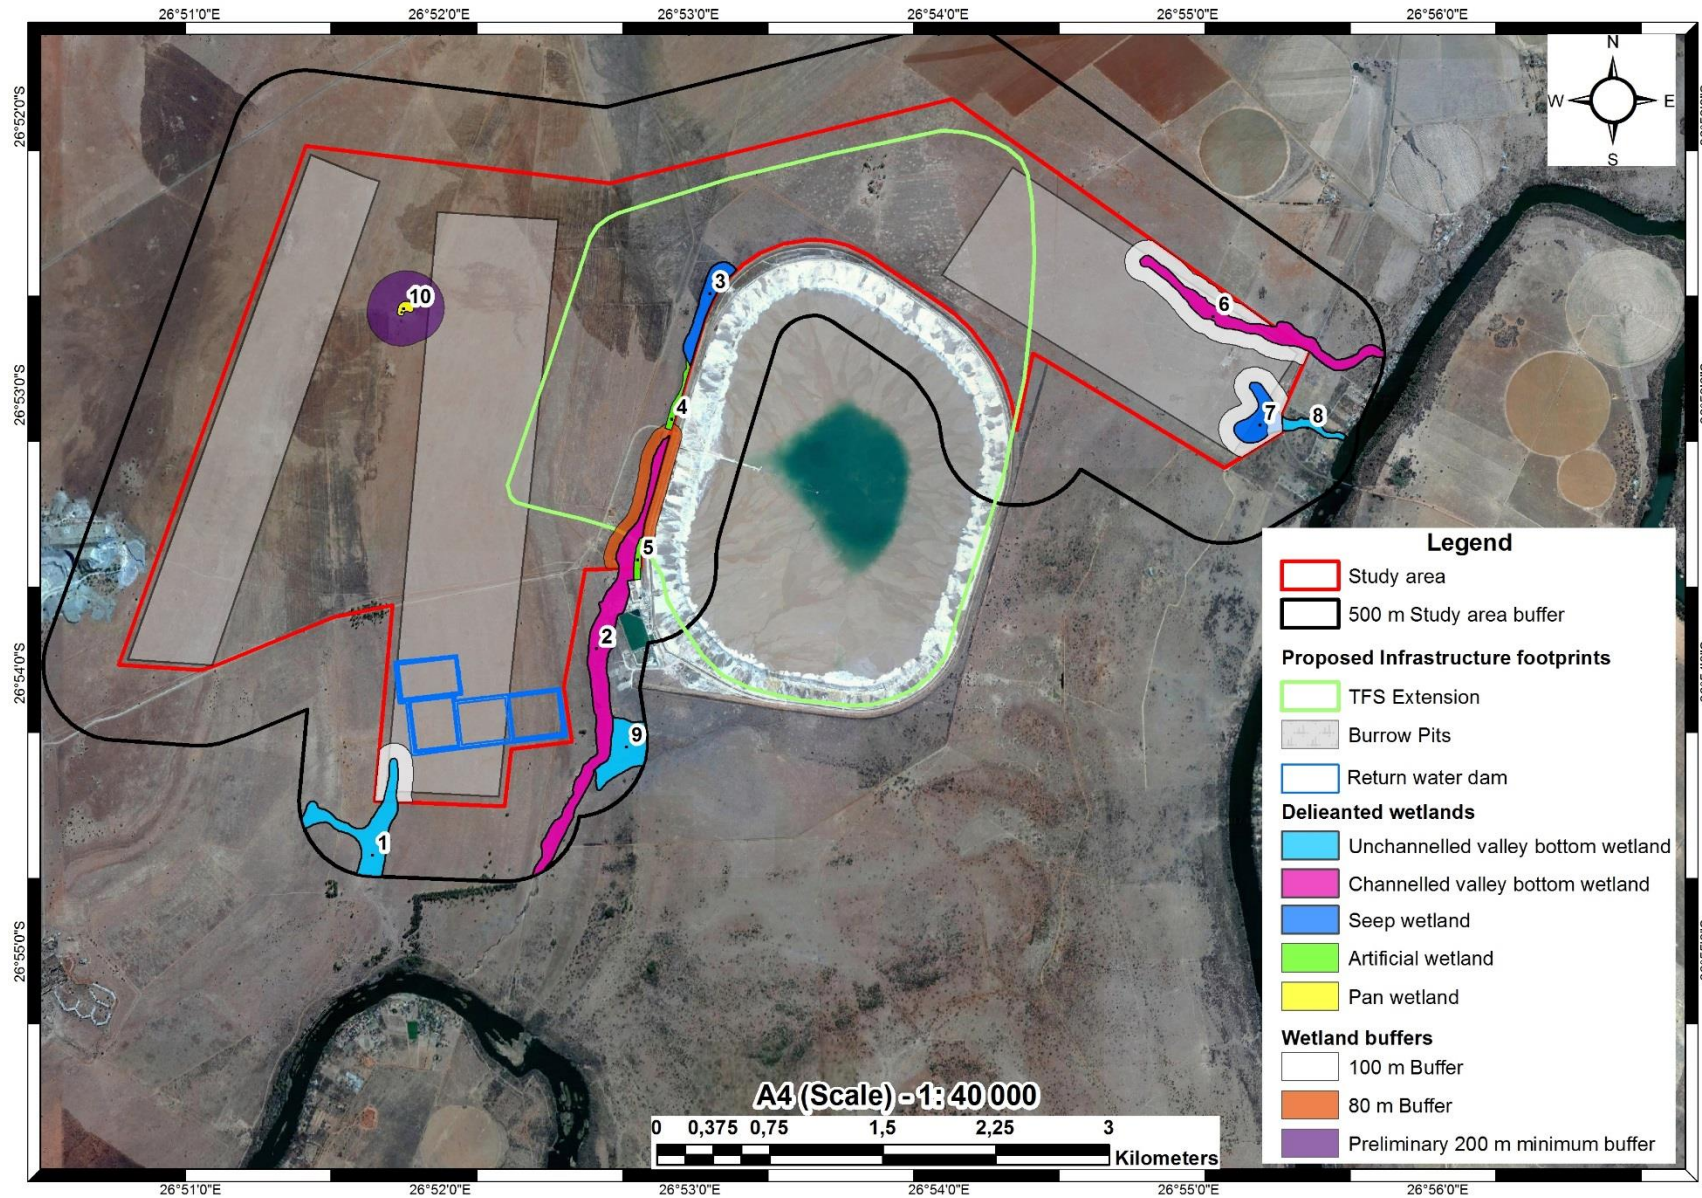 26°51'0"E 26°52'0"E 26°53'0"E 26°54'0"E 26°55'0"E 26°56'0"E
N
W E
S
26°52'0"S
26°53'0"S
26°54'0"S
26°55'0"S
10
3
4
5
2
9
1
6
7
8
Legend
Study area
500 m Study area buffer
Proposed Infrastructure footprints
TFS Extension
Burrow Pits
Return water dam
Delieanted wetlands
Unchannelled valley bottom wetland
Channelled valley bottom wetland
Seep wetland
Artificial wetland
Pan wetland
Wetland buffers
100 m Buffer
80 m Buffer
Preliminary 200 m minimum buffer
A4 (Scale) - 1: 40 000
0 0,375 0,75 1,5 2,25 3
Kilometers
26°51'0"E 26°52'0"E 26°53'0"E 26°54'0"E 26°55'0"E 26°56'0"E